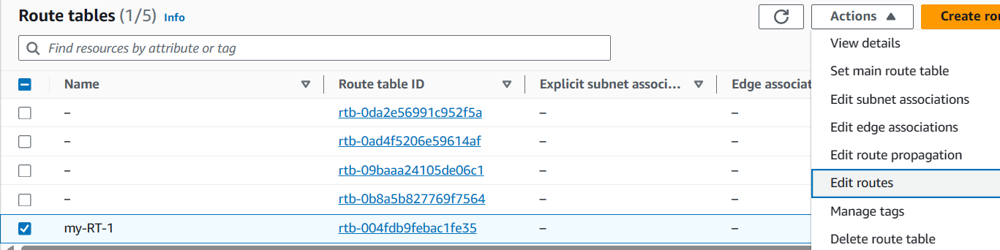 Route tables (1/5) Info
Actions ▲
Create ro
Find resources by attribute or tag
Name
Route table ID
Explicit subnet associ...
Edge associat
– rtb-0da2e56991c952f5a – –
– rtb-0ad4f5206e59614af – –
– rtb-09baaa24105de06c1 – –
– rtb-0b8a5b827769f7564 – –
my-RT-1 rtb-004fdb9febac1fe35 – –
View details
Set main route table
Edit subnet associations
Edit edge associations
Edit route propagation
Edit routes
Manage tags
Delete route table